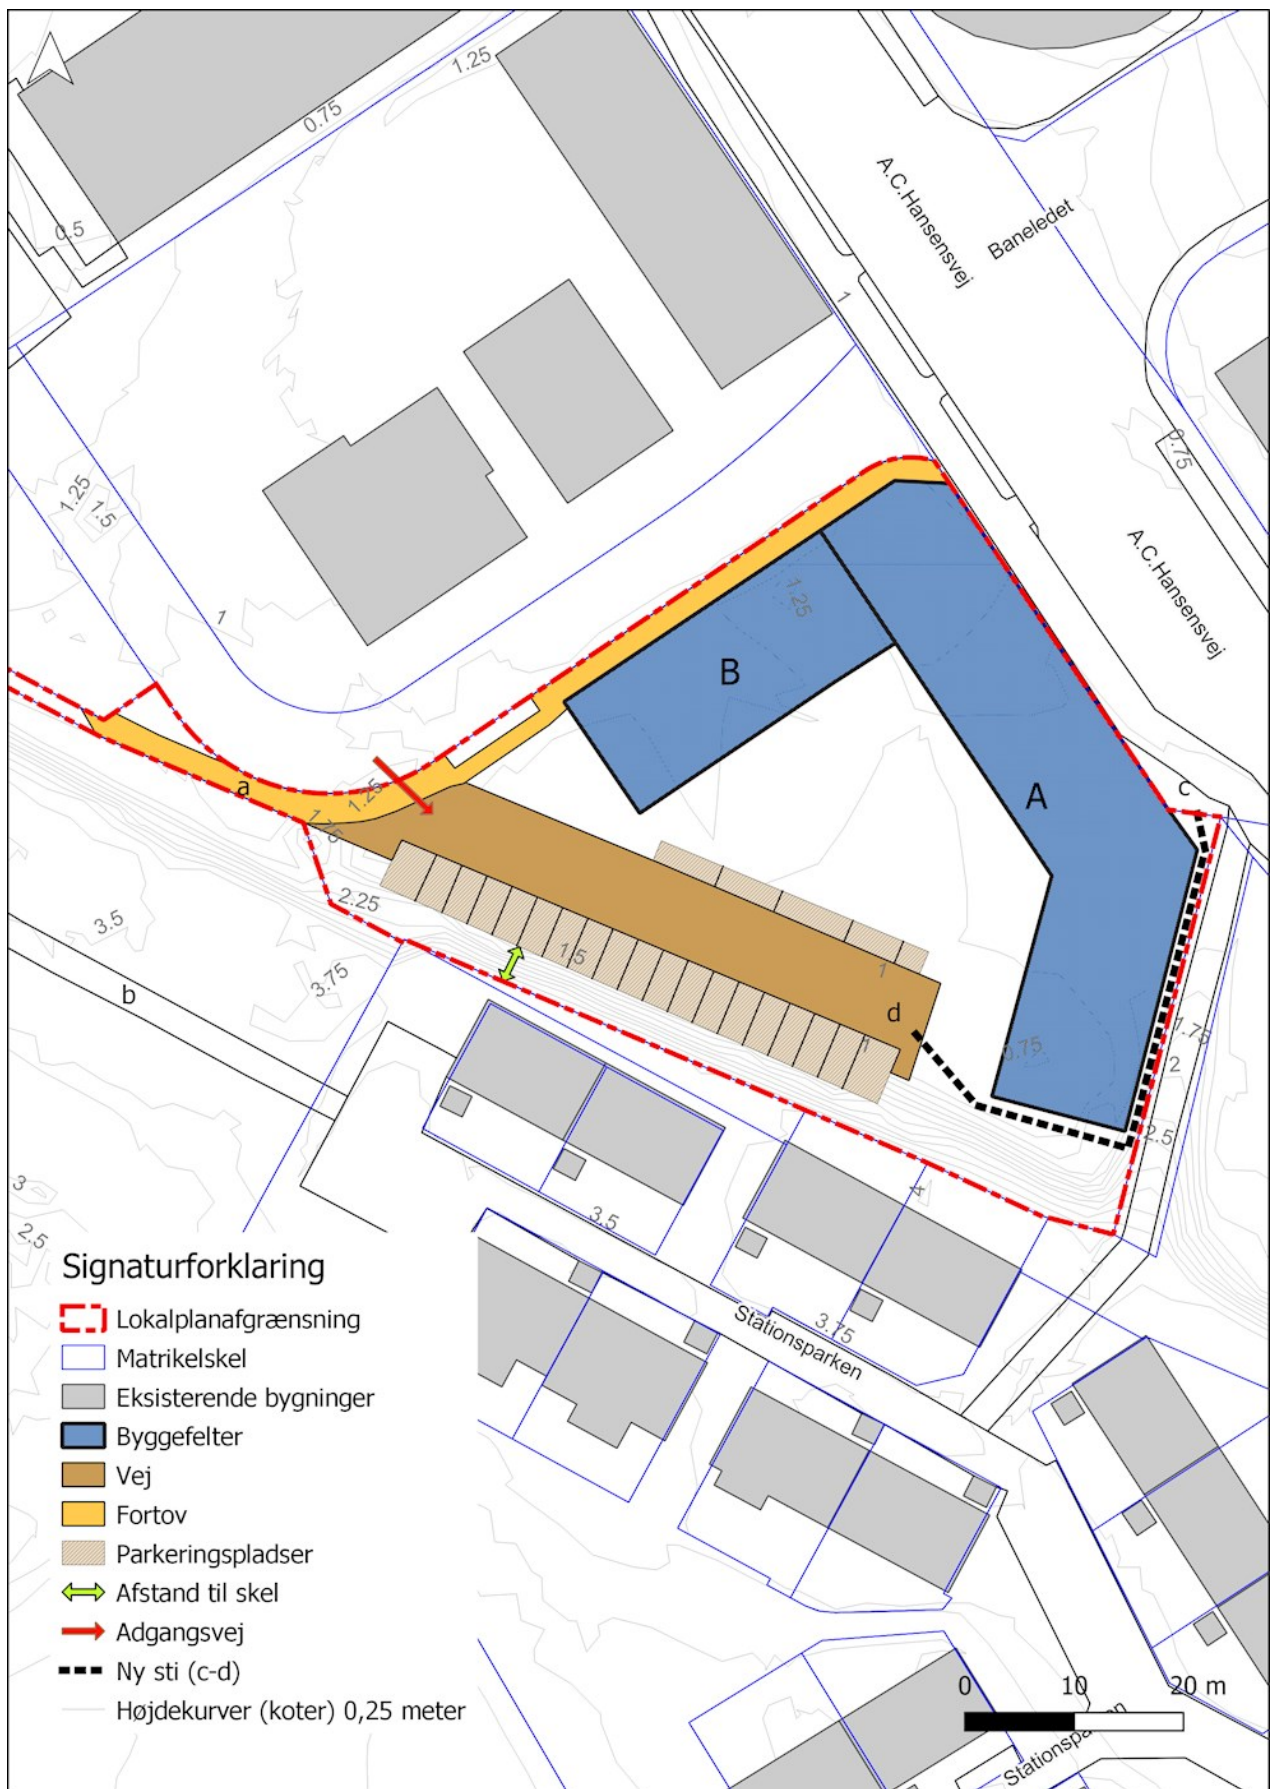 1.25
0.75
0.5
A.C.Hansensvej
Baneledet
1
0.75
1.25
1.5
A.C.Hansensvej
1.25
1
B
A
c
a
1.25
1.75
2.25
3.5
3.75
b
1.5
1
d
1
0.75
1.75
2
2.5
3
2.5
4
3.5
3.75
Stationsparken
Signaturforklaring
Lokalplanafgrænsning
Matrikelskel
Eksisterende bygninger
Byggefelter
Vej
Fortov
Parkeringspladser
Afstand til skel
Adgangsvej
Ny sti (c-d)
Højdekurver (koter) 0,25 meter
0 10 20 m
Stationsparken